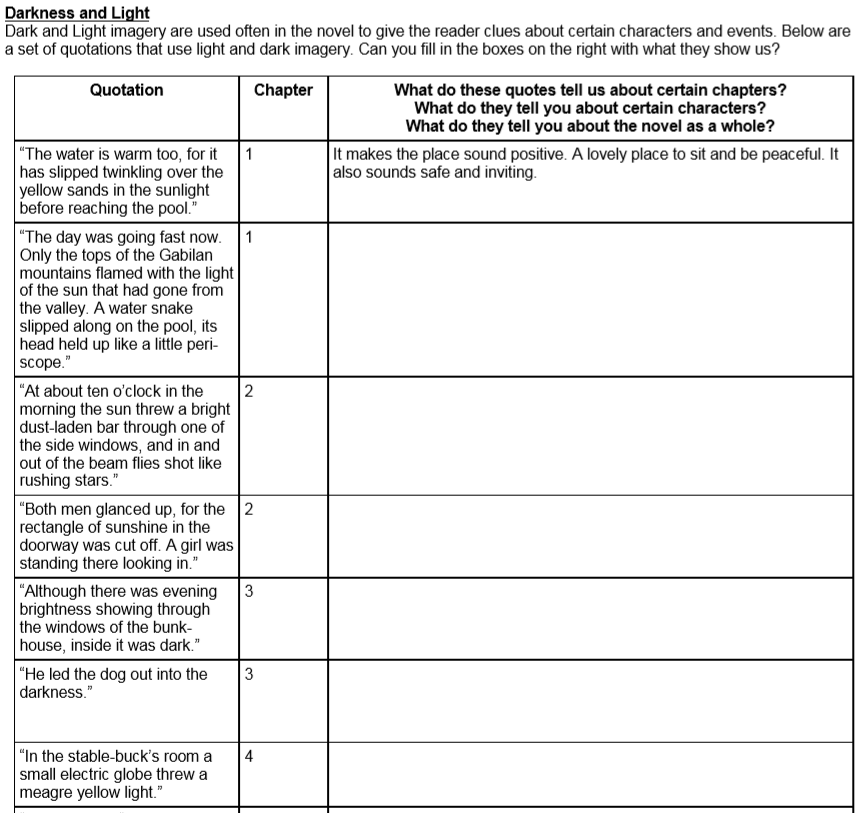 Darkness and Light
Dark and Light imagery are used often in the novel to give the reader clues about certain characters and events. Below are
a set of quotations that use light and dark imagery. Can you fill in the boxes on the right with what they show us?
Quotation
Chapter
What do these quotes tell us about certain chapters?
What do they tell you about certain characters?
What do they tell you about the novel as a whole?
“The water is warm too, for it
has slipped twinkling over the
yellow sands in the sunlight
before reaching the pool.”
1
It makes the place sound positive. A lovely place to sit and be peaceful. It
also sounds safe and inviting.
“The day was going fast now.
Only the tops of the Gabilan
mountains flamed with the light
of the sun that had gone from
the valley. A water snake
slipped along on the pool, its
head held up like a little peri-
scope.”
1
“At about ten o’clock in the
morning the sun threw a bright
dust-laden bar through one of
the side windows, and in and
out of the beam flies shot like
rushing stars.”
2
“Both men glanced up, for the
rectangle of sunshine in the
doorway was cut off. A girl was
standing there looking in.”
2
“Although there was evening
brightness showing through
the windows of the bunk-
house, inside it was dark.”
3
“He led the dog out into the
darkness.”
3
“In the stable-buck’s room a
small electric globe threw a
meagre yellow light.”
4